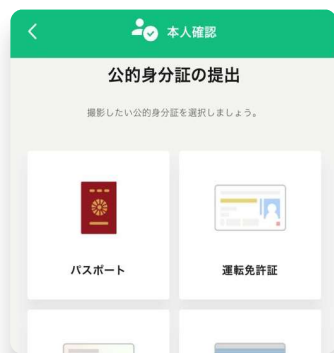 本人確認
公的身分証の提出
撮影したい公的身分証を選択しましょう。
パスポート
運転免許証